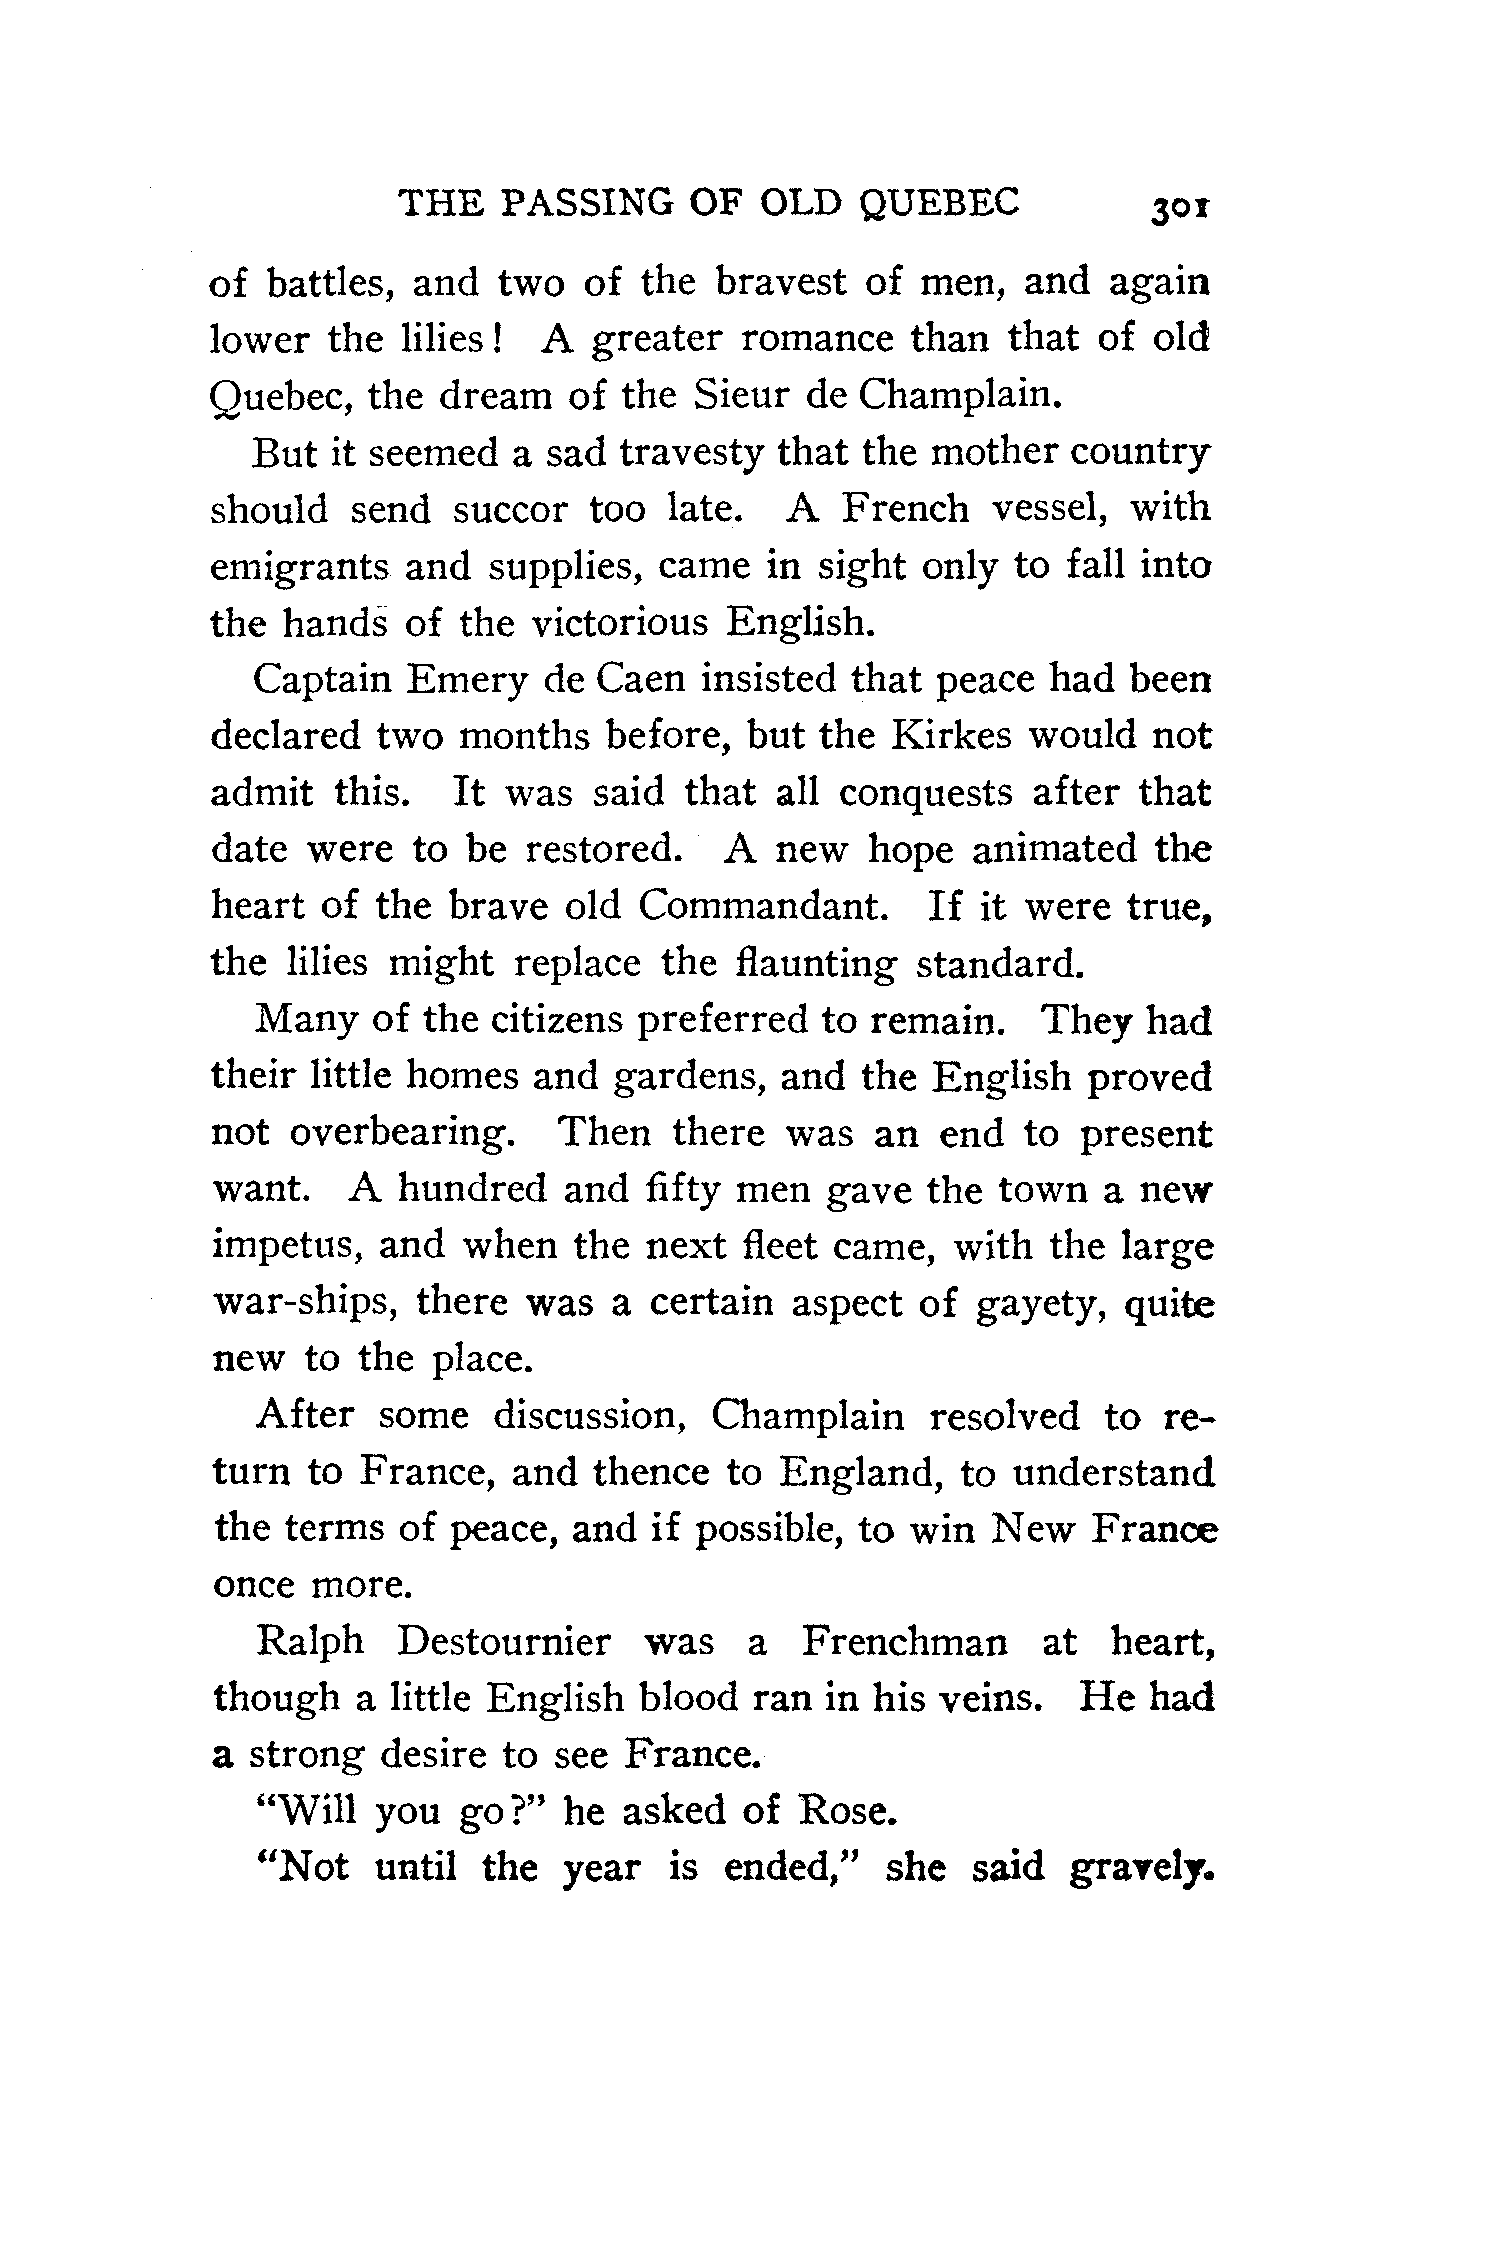 THE PASSING OF OLD QUEBEC 301
of battles, and two of the bravest of men, and again
lower the lilies! A greater romance than that of old
Quebec, the dream of the Sieur de Champlain.
But it seemed a sad travesty that the mother country
should send succor too late. A French vessel, with
emigrants and supplies, came in sight only to fall into
the hands of the victorious English.
Captain Emery de Caen insisted that peace had been
declared two months before, but the Kirkes would not
admit this. It was said that all conquests after that
date were to be restored. A new hope animated the
heart of the brave old Commandant. If it were true,
the lilies might replace the flaunting standard.
Many of the citizens preferred to remain. They had
their little homes and gardens, and the English proved
not overbearing. Then there was an end to present
want. A hundred and fifty men gave the town a new
impetus, and when the next fleet came, with the large
war-ships, there was a certain aspect of gayety, quite
new to the place.
After some discussion, Champlain resolved to re-
turn to France, and thence to England, to understand
the terms of peace, and if possible, to win New France
once more.
Ralph Destournier was a Frenchman at heart,
though a little English blood ran in his veins. He had
a strong desire to see France.
"Will you go?" he asked of Rose.
"Not until the year is ended," she said gravely.